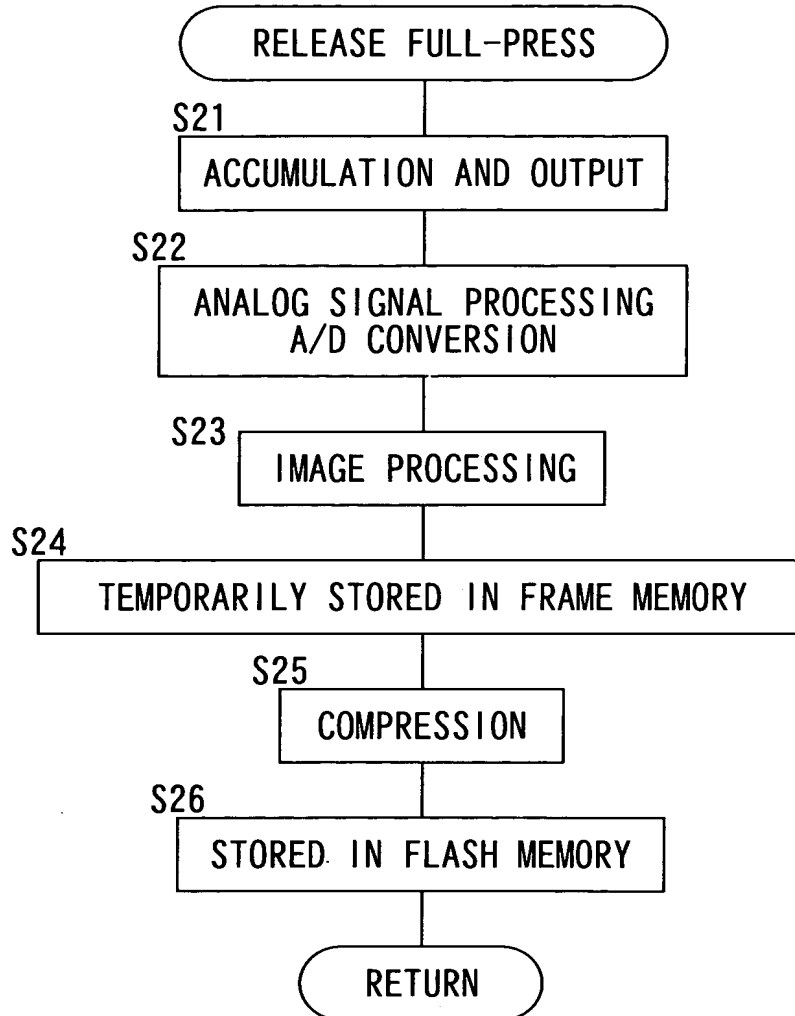 RELEASE FULL-PRESS
S21
ACCUMULATION AND OUTPUT
S22
ANALOG SIGNAL PROCESSING
A/D CONVERSION
S23
IMAGE PROCESSING
S24
TEMPORARILY STORED IN FRAME MEMORY
S25
COMPRESSION
S26
STORED IN FLASH MEMORY
RETURN